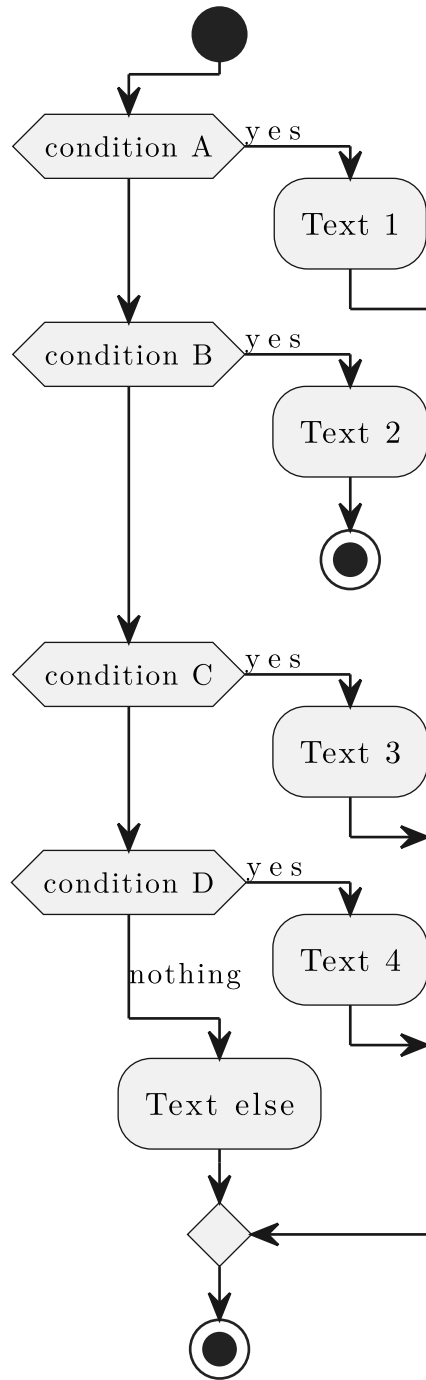 condition A
yes
Text 1
condition B
yes
Text 2
condition C
yes
Text 3
condition D
yes
Text 4
nothing
Text else